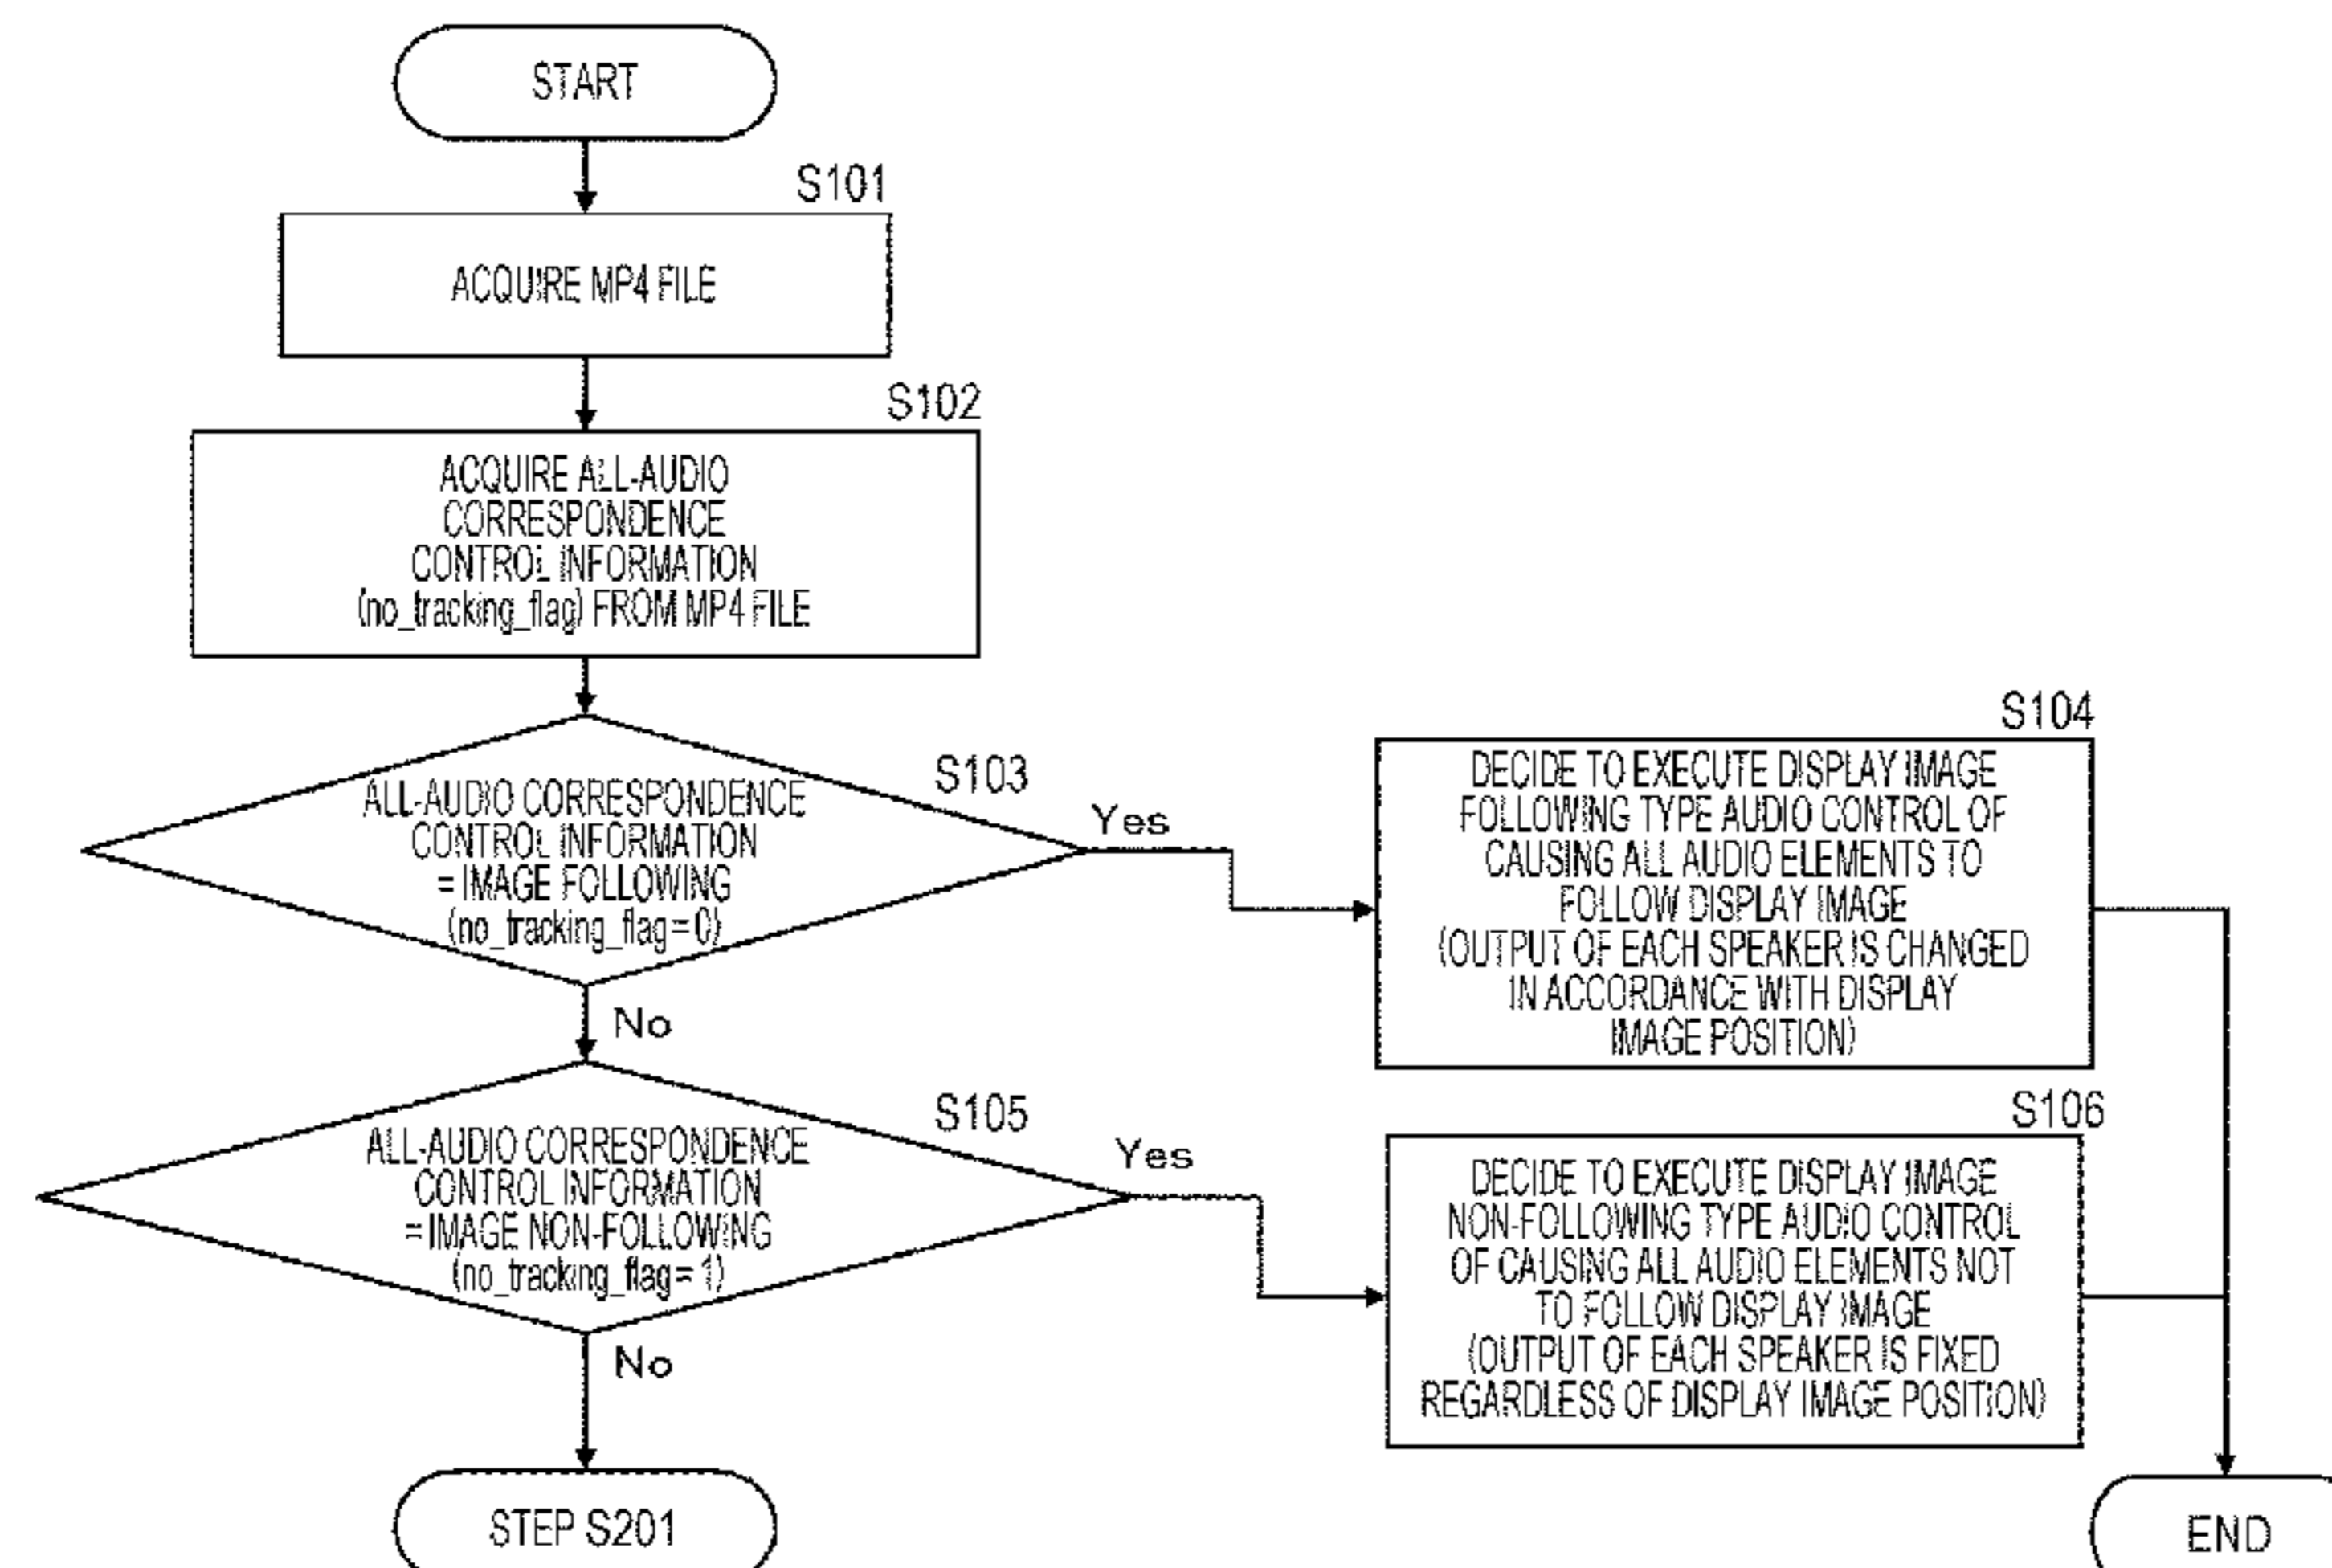 START
S101
ACQUIRE MP4 FILE
S102
ACQUIRE ALL-AUDIO
CORRESPONDENCE
CONTROL INFORMATION
(no_tracking_flag) FROM MP4 FILE
S103
ALL-AUDIO CORRESPONDENCE
CONTROL INFORMATION
= IMAGE FOLLOWING
(no_tracking_flag = 0)
Yes
No
S104
DECIDE TO EXECUTE DISPLAY IMAGE
FOLLOWING TYPE AUDIO CONTROL OF
CAUSING ALL AUDIO ELEMENTS TO
FOLLOW DISPLAY IMAGE
(OUTPUT OF EACH SPEAKER IS CHANGED
IN ACCORDANCE WITH DISPLAY
IMAGE POSITION)
S105
ALL-AUDIO CORRESPONDENCE
CONTROL INFORMATION
= IMAGE NON-FOLLOWING
(no_tracking_flag = 1)
Yes
No
S106
DECIDE TO EXECUTE DISPLAY IMAGE
NON-FOLLOWING TYPE AUDIO CONTROL
OF CAUSING ALL AUDIO ELEMENTS NOT
TO FOLLOW DISPLAY IMAGE
(OUTPUT OF EACH SPEAKER IS FIXED
REGARDLESS OF DISPLAY IMAGE POSITION)
STEP S201
END